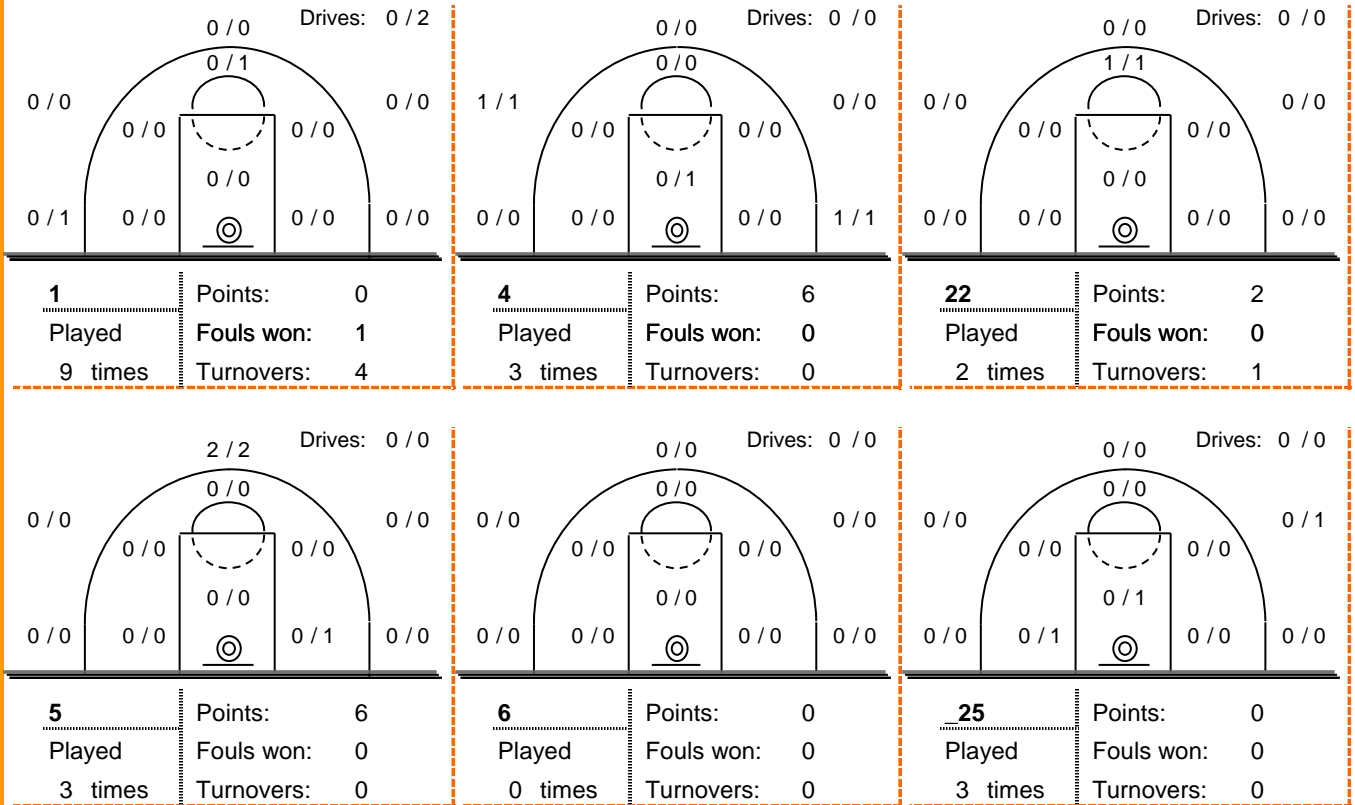 0 / 0 Drives: 0 / 2
0 / 1
0 / 0 0 / 0
0 / 0 0 / 0
0 / 0
0 / 1 0 / 0 0 / 0 0 / 0
1 Points: 0
Played Fouls won: 1
9 times Turnovers: 4
0 / 0 Drives: 0 / 0
0 / 0
1 / 1 0 / 0
0 / 0 0 / 0
0 / 1
0 / 0 0 / 0 0 / 0 1 / 1
4 Points: 6
Played Fouls won: 0
3 times Turnovers: 0
0 / 0 Drives: 0 / 0
1 / 1
0 / 0 0 / 0
0 / 0 0 / 0
0 / 0
0 / 0 0 / 0 0 / 0 0 / 0
22 Points: 2
Played Fouls won: 0
2 times Turnovers: 1
2 / 2 Drives: 0 / 0
0 / 0
0 / 0 0 / 0
0 / 0 0 / 0
0 / 0
0 / 0 0 / 0 0 / 1 0 / 0
5 Points: 6
Played Fouls won: 0
3 times Turnovers: 0
0 / 0 Drives: 0 / 0
0 / 0
0 / 0 0 / 0
0 / 0 0 / 0
0 / 0
0 / 0 0 / 0 0 / 0 0 / 0
6 Points: 0
Played Fouls won: 0
0 times Turnovers: 0
0 / 0 Drives: 0 / 0
0 / 0
0 / 0 0 / 1
0 / 0 0 / 0
0 / 1
0 / 0 0 / 1 0 / 0 0 / 0
_25 Points: 0
Played Fouls won: 0
3 times Turnovers: 0